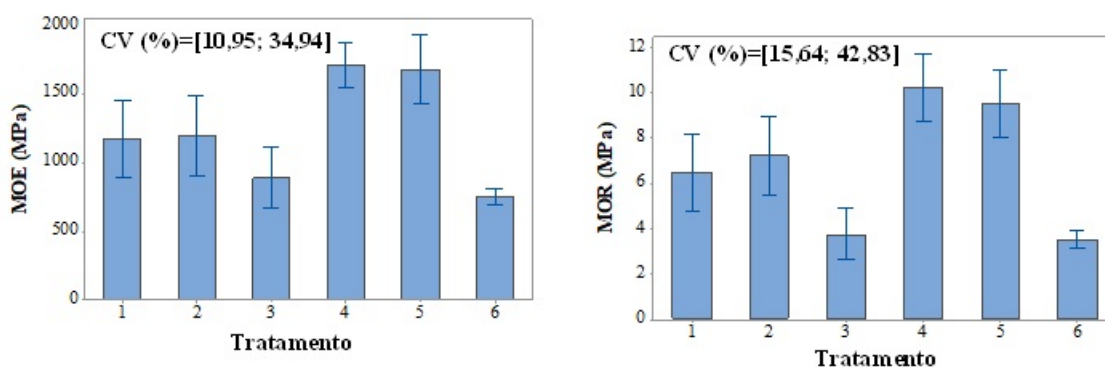 CV (%)=[10,95; 34,94]
MOE (MPa)
2000
1500
1000
500
0
1 2 3 4 5 6
Tratamento
CV (%)=[15,64; 42,83]
MOR (MPa)
12
10
8
6
4
2
0
1 2 3 4 5 6
Tratamento